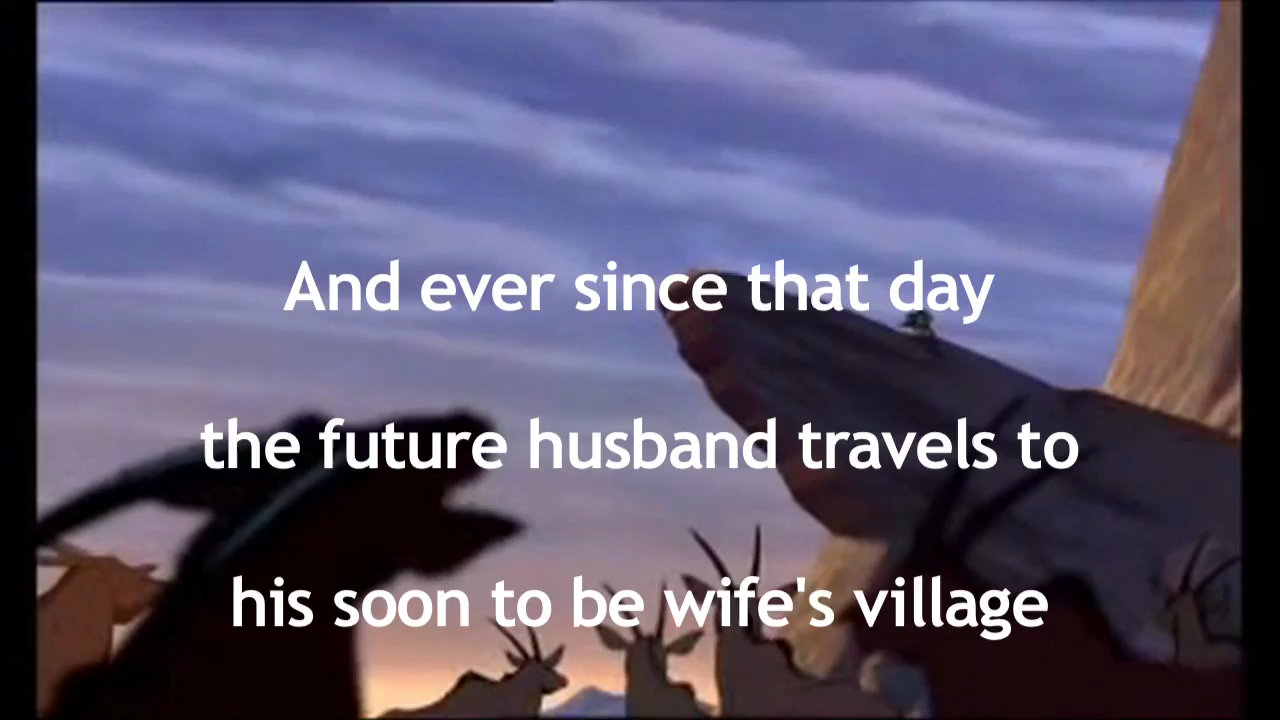 And ever since that day
the future husband travels to
his soon to be wife's village